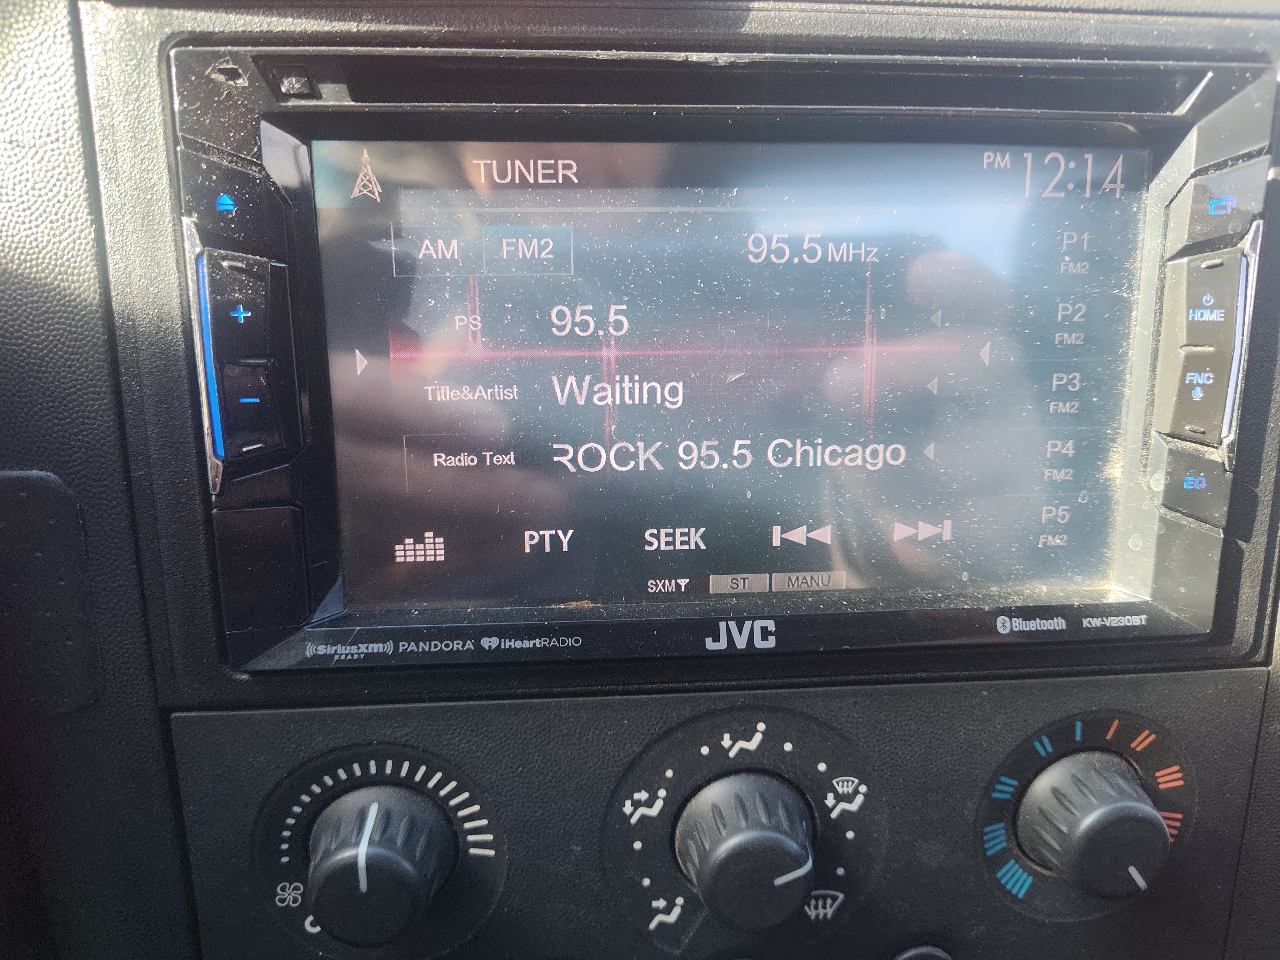 TUNER
PM 12:14
AM FM2 95.5 MHz
P1
FM2
PS 95.5
P2
FM2
Title&Artist Waiting
P3
FM2
Radio Text ROCK 95.5 Chicago
P4
FM2
PTY SEEK
P5
FM2
SXM ST MANU
HOME
FNC
EQ
((SiriusXM)) READY PANDORA iHeartRADIO JVC Bluetooth KW-V230BT